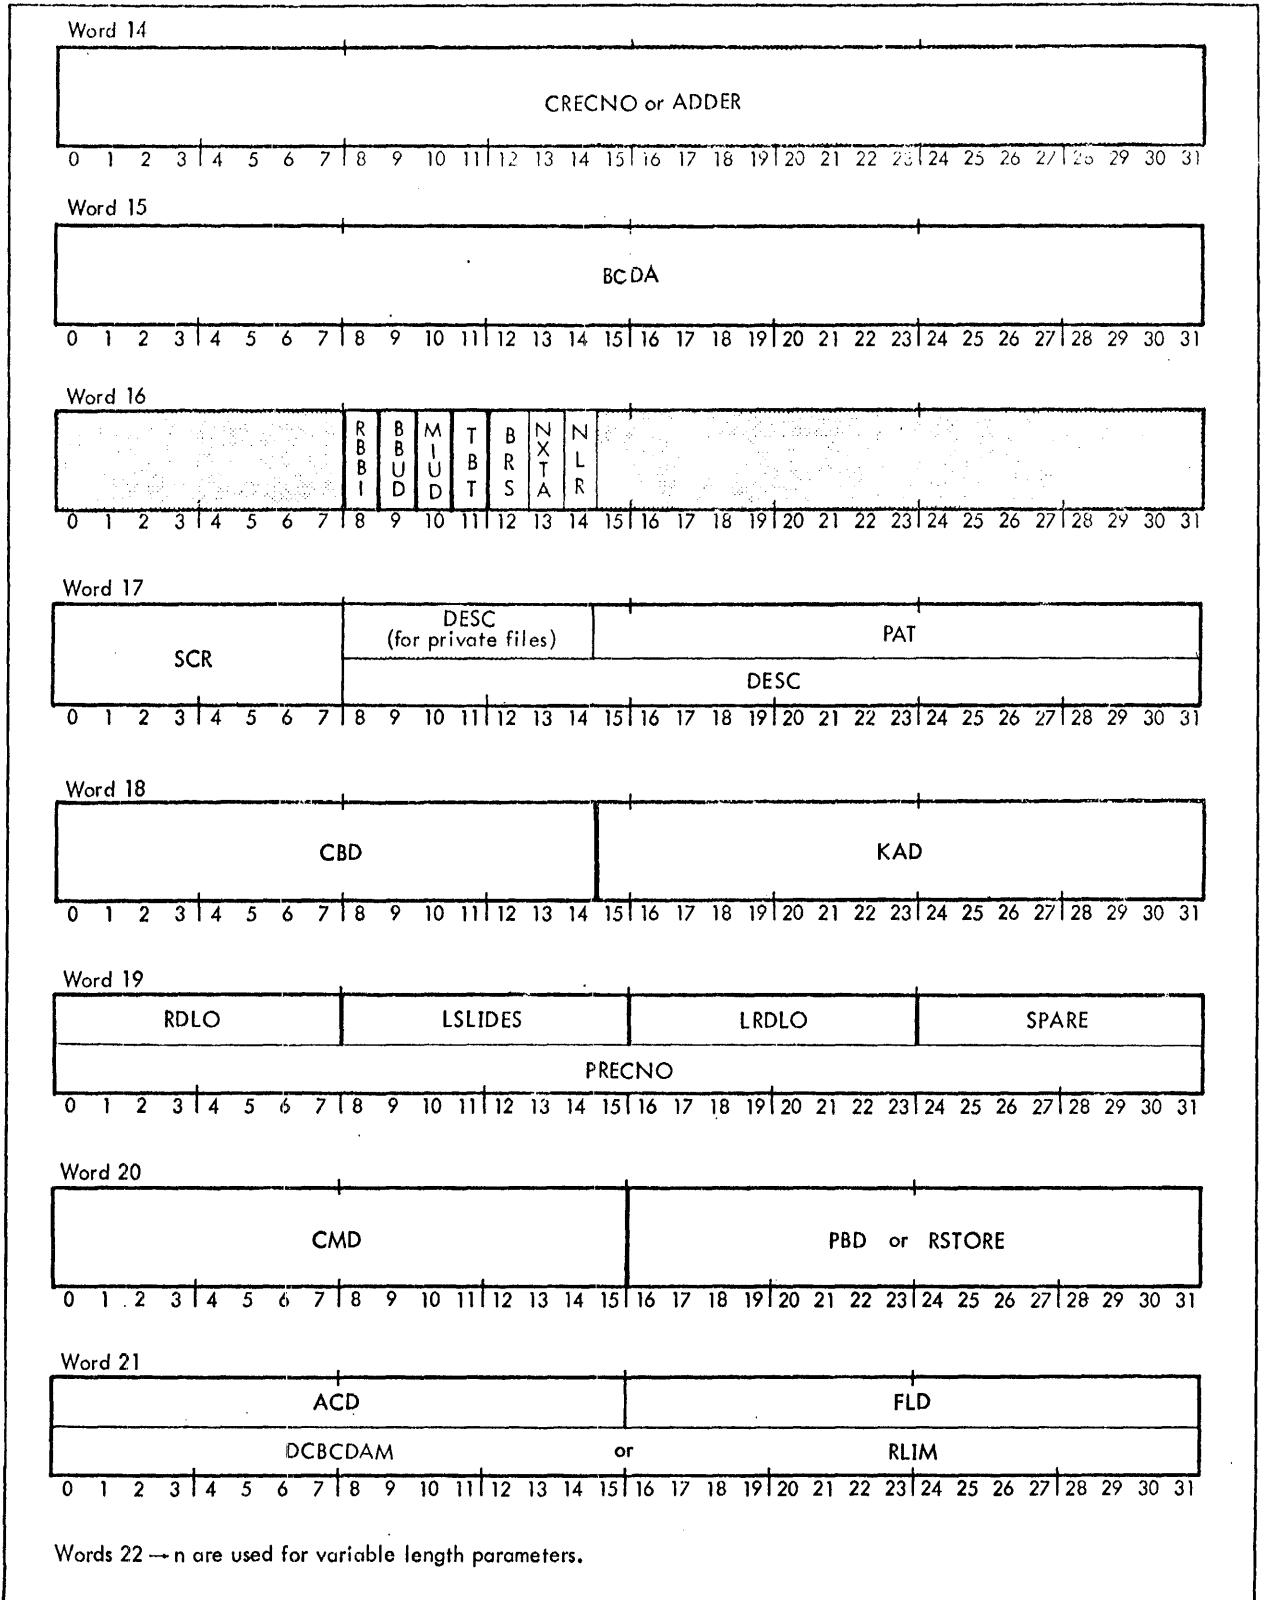 Word 14
CRECNO or ADDER
0 1 2 3 4 5 6 7 8 9 10 11 12 13 14 15 16 17 18 19 20 21 22 23 24 25 26 27 28 29 30 31
Word 15
BCDA
0 1 2 3 4 5 6 7 8 9 10 11 12 13 14 15 16 17 18 19 20 21 22 23 24 25 26 27 28 29 30 31
Word 16
RBBI BBUD MIUD TBT BRS NXTA NLR
0 1 2 3 4 5 6 7 8 9 10 11 12 13 14 15 16 17 18 19 20 21 22 23 24 25 26 27 28 29 30 31
Word 17
SCR
DESC
(for private files)
PAT
DESC
0 1 2 3 4 5 6 7 8 9 10 11 12 13 14 15 16 17 18 19 20 21 22 23 24 25 26 27 28 29 30 31
Word 18
CBD KAD
0 1 2 3 4 5 6 7 8 9 10 11 12 13 14 15 16 17 18 19 20 21 22 23 24 25 26 27 28 29 30 31
Word 19
RDLO LSLIDES LRDLO SPARE
PRECNO
0 1 2 3 4 5 6 7 8 9 10 11 12 13 14 15 16 17 18 19 20 21 22 23 24 25 26 27 28 29 30 31
Word 20
CMD PBD or RSTORE
0 1 2 3 4 5 6 7 8 9 10 11 12 13 14 15 16 17 18 19 20 21 22 23 24 25 26 27 28 29 30 31
Word 21
ACD FLD
DCBCDAM or RLIM
0 1 2 3 4 5 6 7 8 9 10 11 12 13 14 15 16 17 18 19 20 21 22 23 24 25 26 27 28 29 30 31
Words 22 → n are used for variable length parameters.